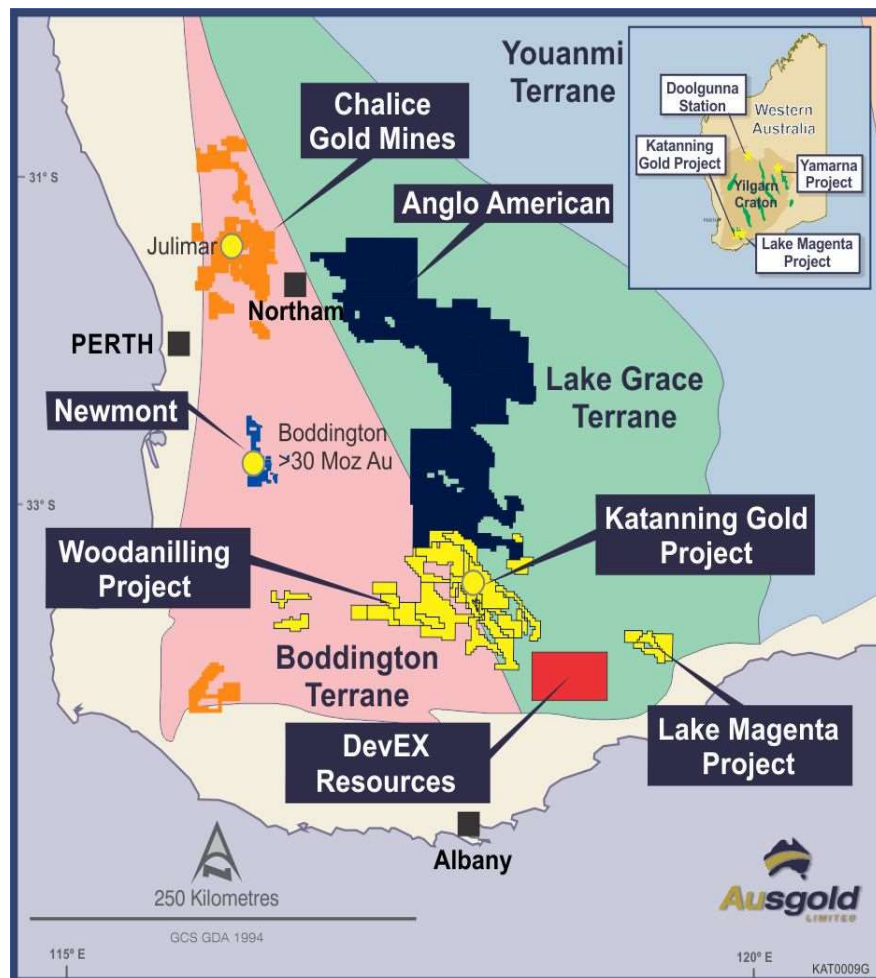 Youanmi
Terrane
Chalice
Gold Mines
Doolgunna
Station
Western
Australia
Katanning
Gold Project
Yamarna
Project
Yilgarn
Craton
Lake Magenta
Project
31° S
Anglo American
Julimar
Northam
PERTH
Lake Grace
Terrane
Newmont
Boddington
>30 Moz Au
33° S
Katanning Gold
Project
Woodanilling
Project
Boddington
Terrane
DevEX
Resources
Lake Magenta
Project
Albany
N
250 Kilometres
GCS GDA 1994
Ausgold
LIMITED
115° E
120° E
KAT0009G